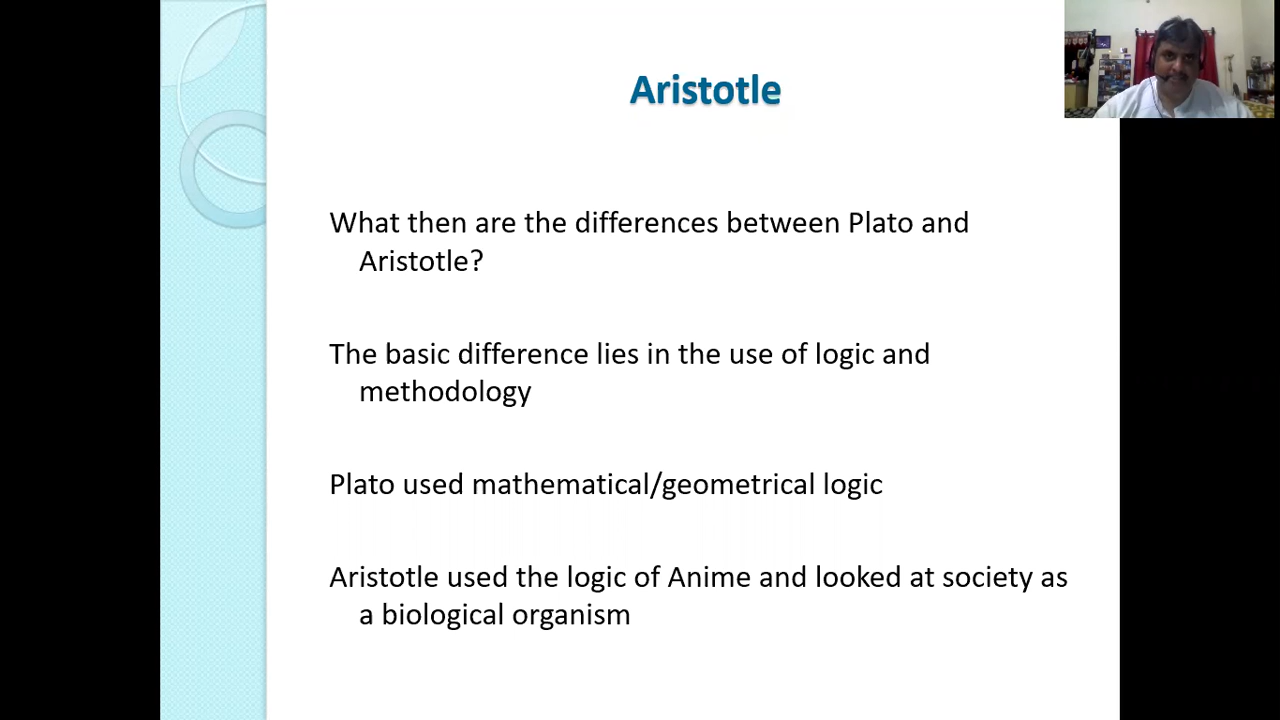 Aristotle
What then are the differences between Plato and
Aristotle?
The basic difference lies in the use of logic and
methodology
Plato used mathematical/geometrical logic
Aristotle used the logic of Anime and looked at society as
a biological organism